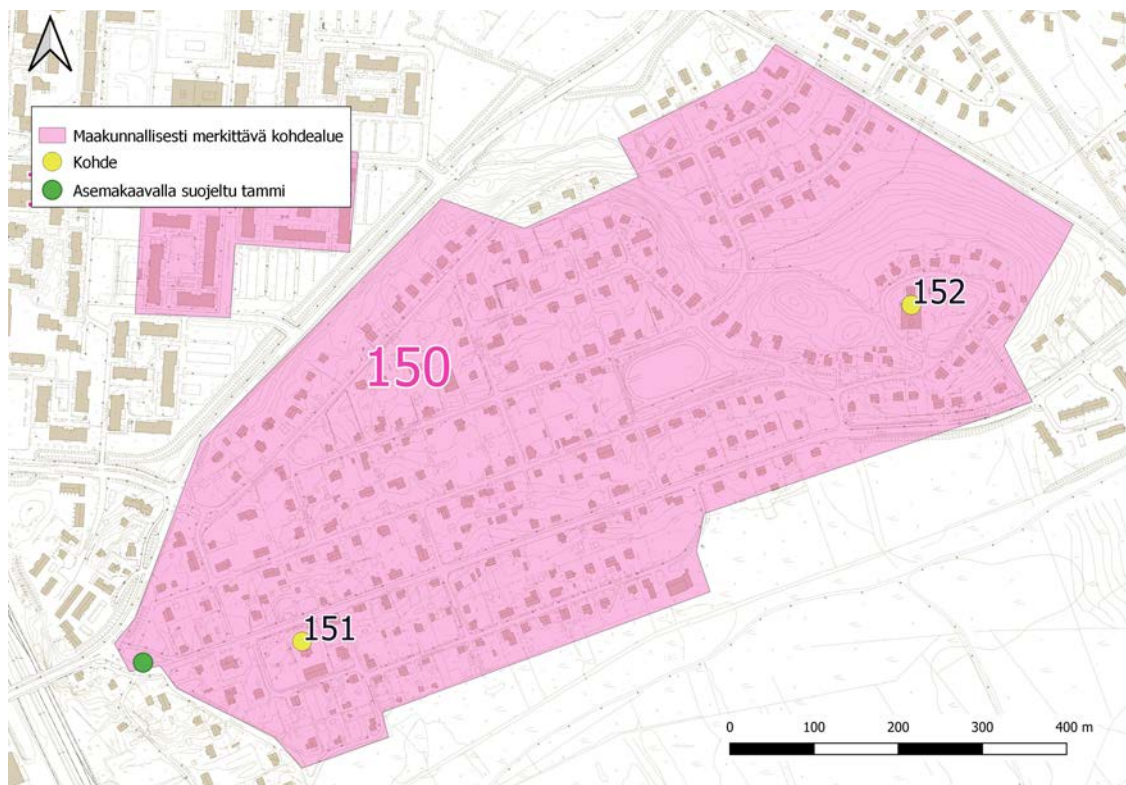 Maakunnallisesti merkittävä kohdealue
Kohde
Asemakaavalla suojeltu tammi
152
150
151
0 100 200 300 400 m